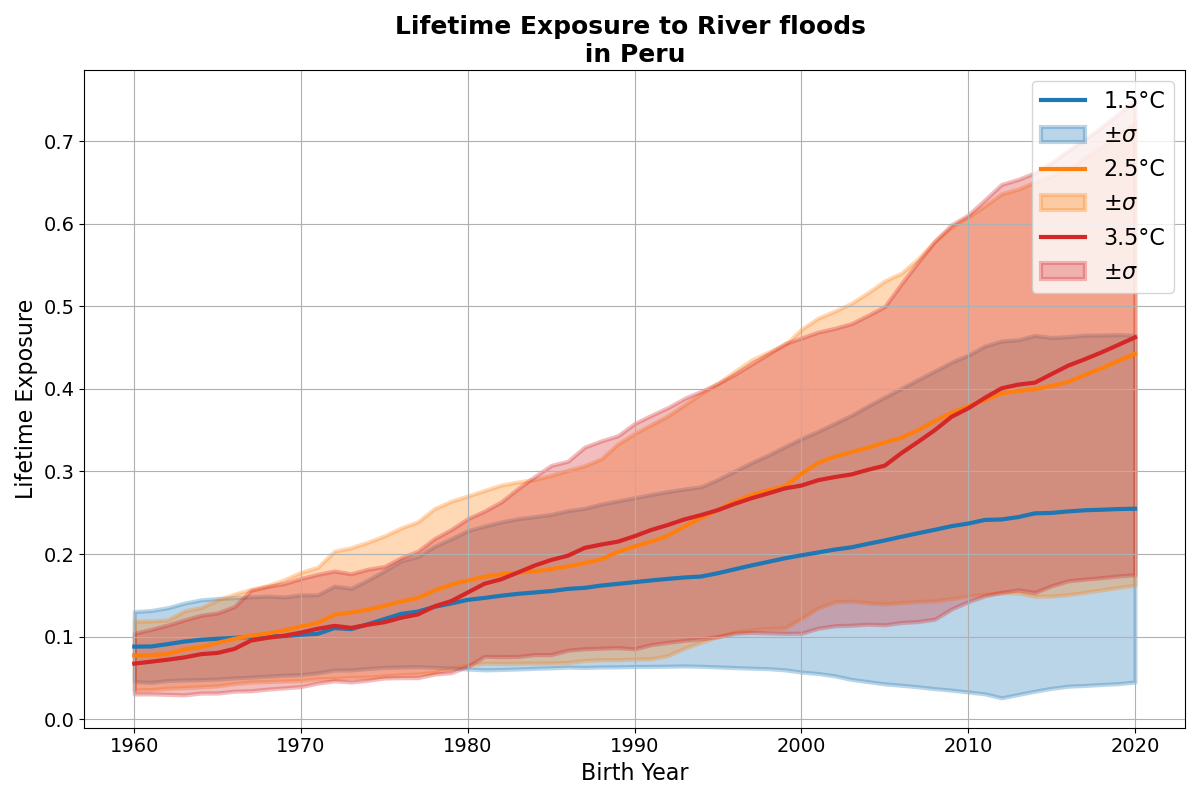 Lifetime Exposure to River floods
in Peru
1.5°C
±σ
2.5°C
±σ
3.5°C
±σ
Lifetime Exposure
0.7
0.6
0.5
0.4
0.3
0.2
0.1
0.0
1960 1970 1980 1990 2000 2010 2020
Birth Year